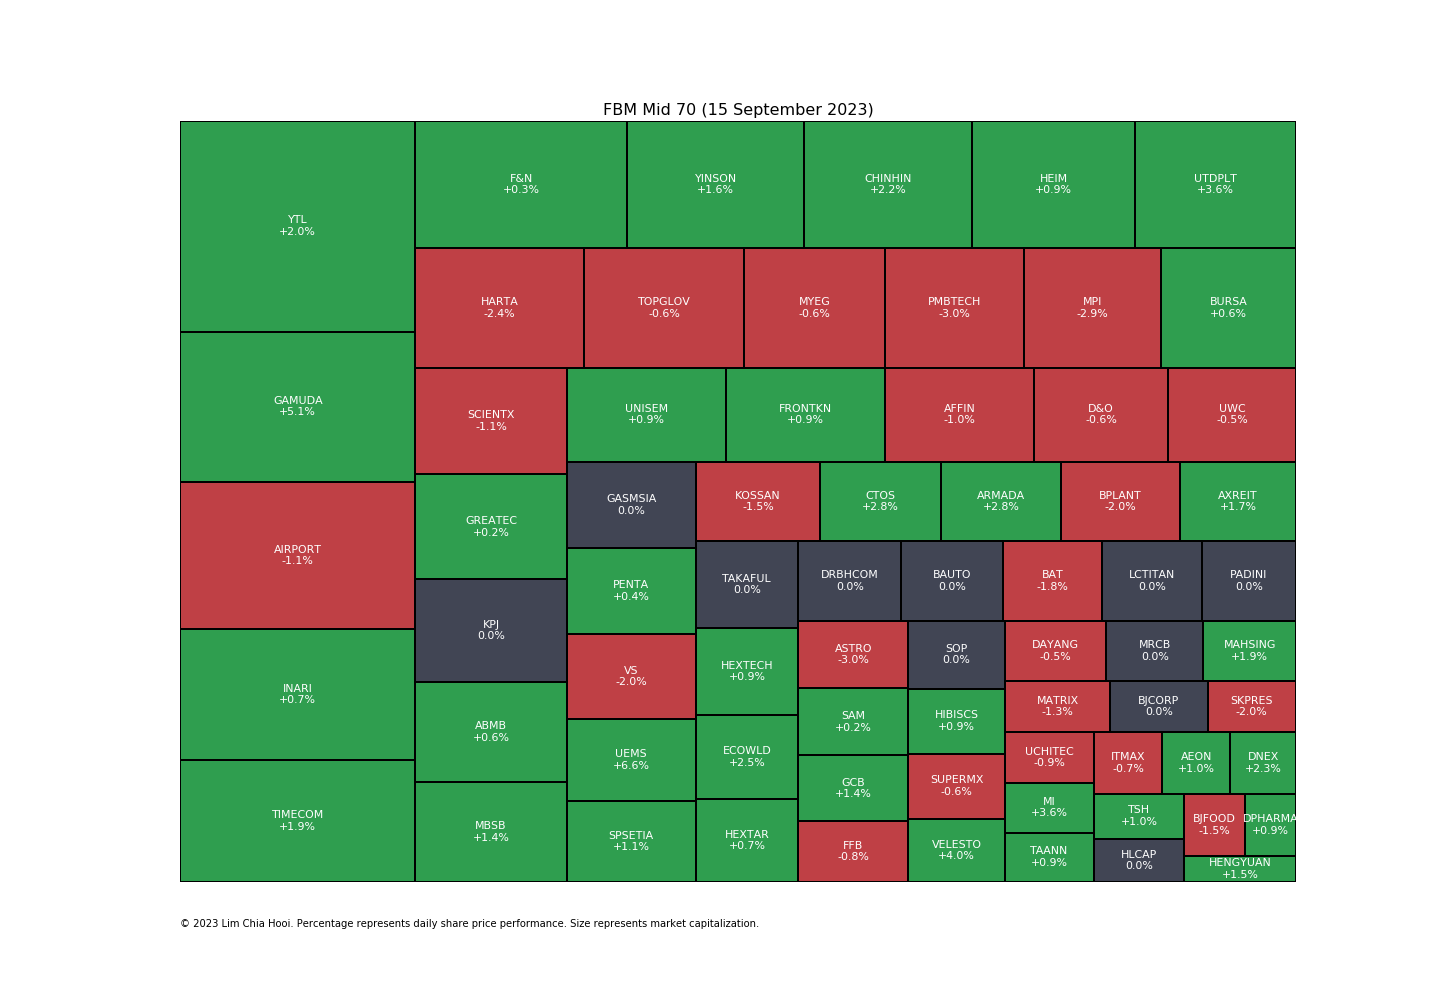 FBM Mid 70 (15 September 2023)
YTL
+2.0%
GAMUDA
+5.1%
AIRPORT
-1.1%
INARI
+0.7%
TIMECOM
+1.9%
F&N
+0.3%
YINSON
+1.6%
CHINHIN
+2.2%
HEIM
+0.9%
UTDPLT
+3.6%
HARTA
-2.4%
TOPGLOV
-0.6%
MYEG
-0.6%
PMBTECH
-3.0%
MPI
-2.9%
BURSA
+0.6%
SCIENTX
-1.1%
GREATEC
+0.2%
KPJ
0.0%
ABMB
+0.6%
MBSB
+1.4%
UNISEM
+0.9%
FRONTKN
+0.9%
AFFIN
-1.0%
D&O
-0.6%
UWC
-0.5%
GASMSIA
0.0%
PENTA
+0.4%
VS
-2.0%
UEMS
+6.6%
SPSETIA
+1.1%
KOSSAN
-1.5%
CTOS
+2.8%
ARMADA
+2.8%
BPLANT
-2.0%
AXREIT
+1.7%
TAKAFUL
0.0%
HEXTECH
+0.9%
ECOWLD
+2.5%
HEXTAR
+0.7%
DRBHCOM
0.0%
BAUTO
0.0%
BAT
-1.8%
LCTITAN
0.0%
PADINI
0.0%
ASTRO
-3.0%
SAM
+0.2%
GCB
+1.4%
FFB
-0.8%
SOP
0.0%
HIBISCS
+0.9%
SUPERMX
-0.6%
VELESTO
+4.0%
DAYANG
-0.5%
MRCB
0.0%
MAHSING
+1.9%
MATRIX
-1.3%
BJCORP
0.0%
SKPRES
-2.0%
UCHITEC
-0.9%
MI
+3.6%
TAANN
+0.9%
ITMAX
-0.7%
AEON
+1.0%
DNEX
+2.3%
TSH
+1.0%
HLCAP
0.0%
BJFOOD
-1.5%
DPHARMA
+0.9%
HENGYUAN
+1.5%
© 2023 Lim Chia Hooi. Percentage represents daily share price performance. Size represents market capitalization.